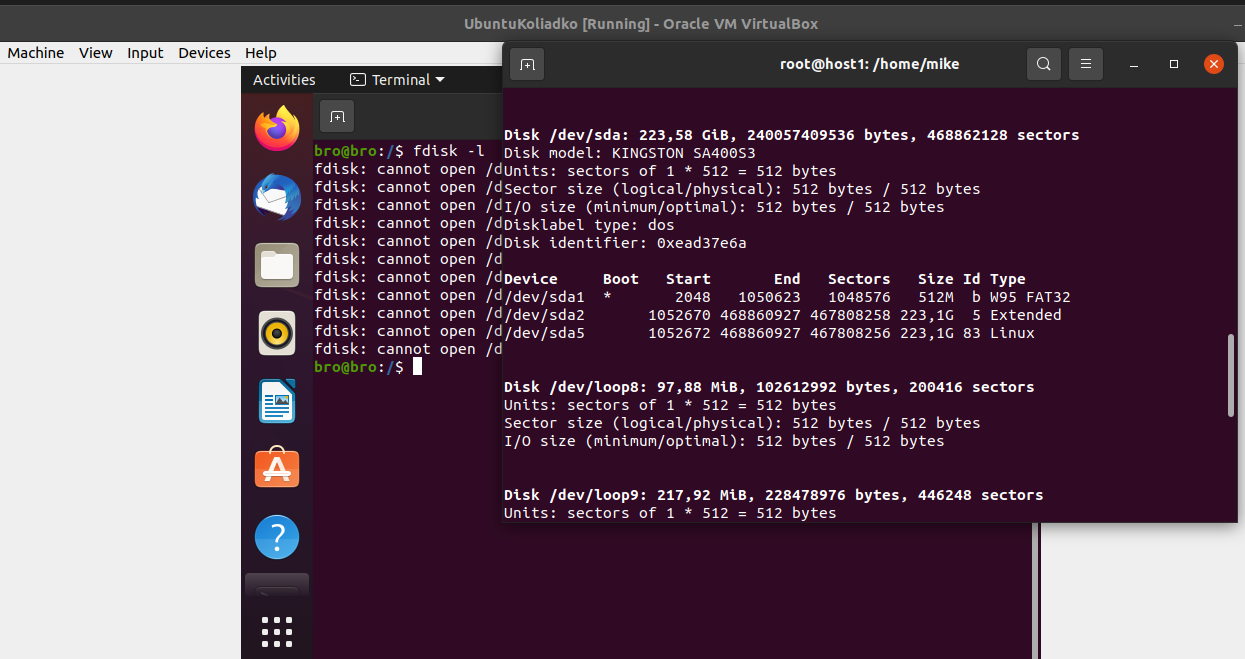 UbuntuKoliadko [Running] - Oracle VM VirtualBox
Machine View Input Devices Help
Activities Terminal
bro@bro:/$ fdisk -l
fdisk: cannot open /d
fdisk: cannot open /d
fdisk: cannot open /d
fdisk: cannot open /d
fdisk: cannot open /d
fdisk: cannot open /d
fdisk: cannot open /d
fdisk: cannot open /d
fdisk: cannot open /d
fdisk: cannot open /d
fdisk: cannot open /d
bro@bro:/$
root@host1: /home/mike
Disk /dev/sda: 223,58 GiB, 240057409536 bytes, 468862128 sectors
Disk model: KINGSTON SA400S3
Units: sectors of 1 * 512 = 512 bytes
Sector size (logical/physical): 512 bytes / 512 bytes
I/O size (minimum/optimal): 512 bytes / 512 bytes
Disklabel type: dos
Disk identifier: 0xead37e6a
Device Boot Start End Sectors Size Id Type
/dev/sda1 * 2048 1050623 1048576 512M b W95 FAT32
/dev/sda2 1052670 468860927 467808258 223,1G 5 Extended
/dev/sda5 1052672 468860927 467808256 223,1G 83 Linux
Disk /dev/loop8: 97,88 MiB, 102612992 bytes, 200416 sectors
Units: sectors of 1 * 512 = 512 bytes
Sector size (logical/physical): 512 bytes / 512 bytes
I/O size (minimum/optimal): 512 bytes / 512 bytes
Disk /dev/loop9: 217,92 MiB, 228478976 bytes, 446248 sectors
Units: sectors of 1 * 512 = 512 bytes